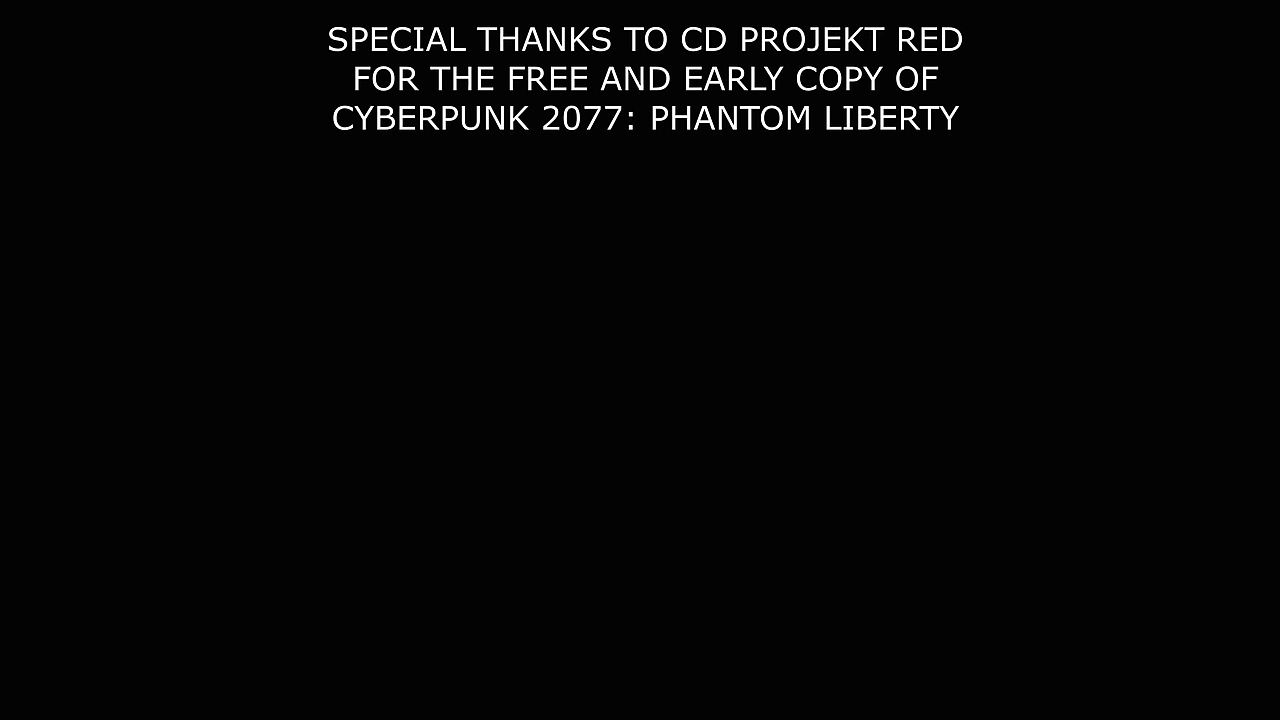 SPECIAL THANKS TO CD PROJEKT RED
FOR THE FREE AND EARLY COPY OF
CYBERPUNK 2077: PHANTOM LIBERTY